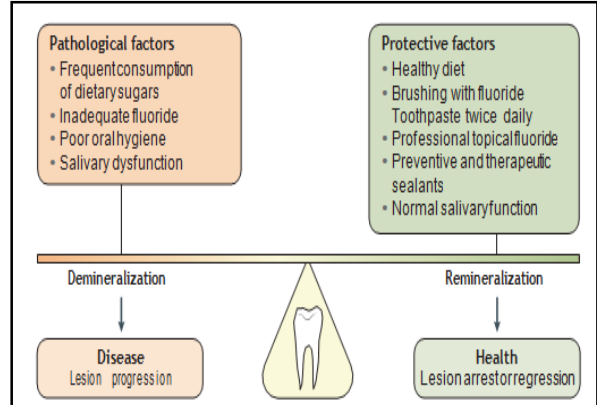 Pathological factors
• Frequent consumption
of dietary sugars
• Inadequate fluoride
• Poor oral hygiene
• Salivary dysfunction
Protective factors
• Healthy diet
• Brushing with fluoride
Toothpaste twice daily
• Professional topical fluoride
• Preventive and therapeutic
sealants
• Normal salivary function
Demineralization
Remineralization
Disease
Lesion progression
Health
Lesion arrest or regression